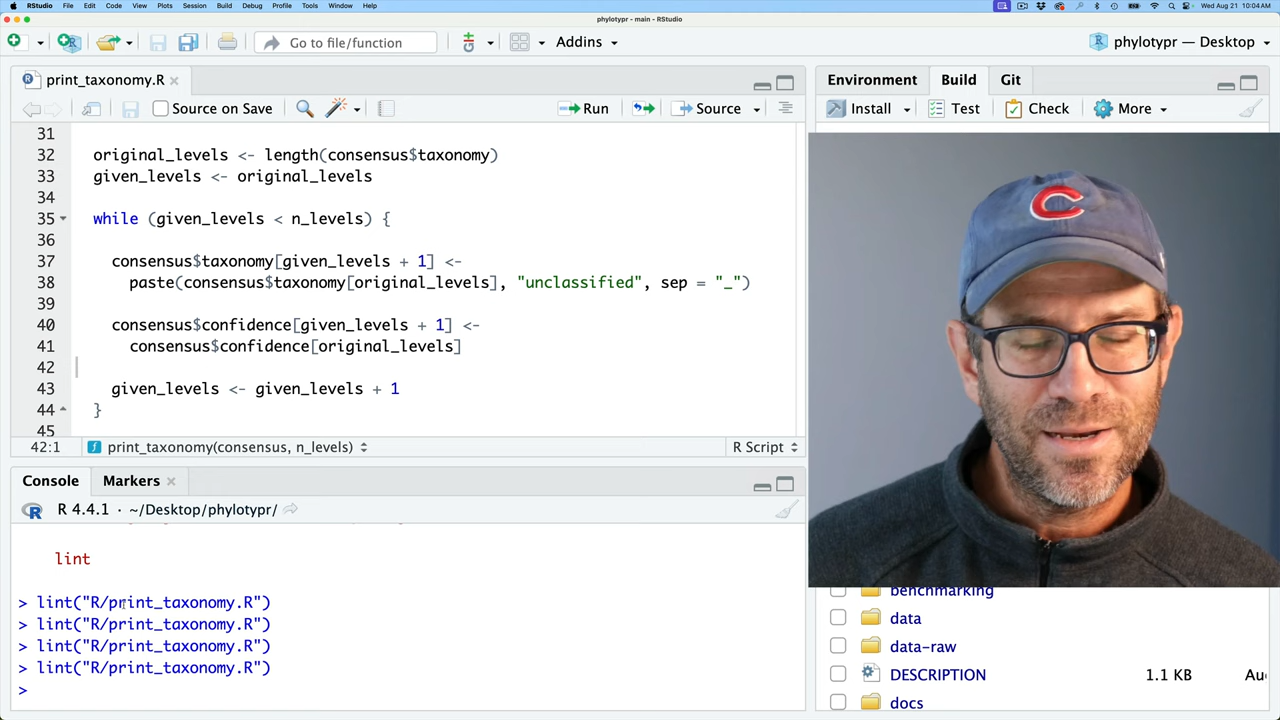 RStudio File Edit Code View Plots Session Build Debug Profile Tools Window Help Wed Aug 21 10:04 AM
phylotypr - main - RStudio
Go to file/function Addins phylotypr — Desktop
print_taxonomy.R
Source on Save Run Source
31
32 original_levels <- length(consensus$taxonomy)
33 given_levels <- original_levels
34
35 while (given_levels < n_levels) {
36
37 consensus$taxonomy[given_levels + 1] <-
38 paste(consensus$taxonomy[original_levels], "unclassified", sep = "_")
39
40 consensus$confidence[given_levels + 1] <-
41 consensus$confidence[original_levels]
42
43 given_levels <- given_levels + 1
44 }
45
42:1 print_taxonomy(consensus, n_levels) R Script
Console Markers
R 4.4.1 · ~/Desktop/phylotypr/
lint
> lint("R/print_taxonomy.R")
> lint("R/print_taxonomy.R")
> lint("R/print_taxonomy.R")
> lint("R/print_taxonomy.R")
>
Environment Build Git
Install Test Check More
C
benchmarking
data
data-raw
DESCRIPTION 1.1 KB Au
docs